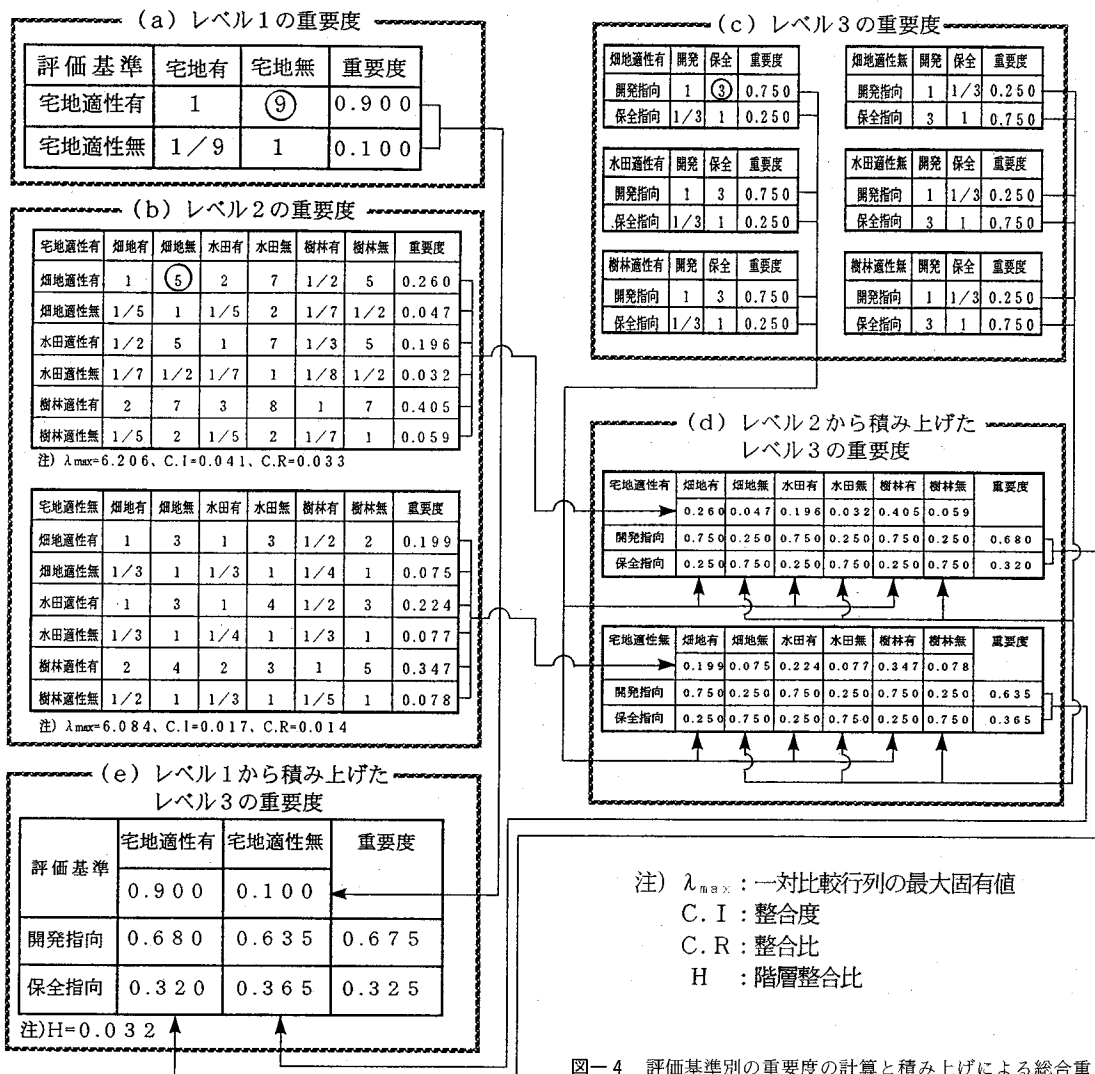 (a) レベル1の重要度
評価基準 宅地有 宅地無 重要度
宅地適性有 1 9 0.900
宅地適性無 1/9 1 0.100
(b) レベル2の重要度
宅地適性有 畑地有 畑地無 水田有 水田無 樹林有 樹林無 重要度
畑地適性有 1 5 2 7 1/2 5 0.260
畑地適性無 1/5 1 1/5 2 1/7 1/2 0.047
水田適性有 1/2 5 1 7 1/3 5 0.196
水田適性無 1/7 1/2 1/7 1 1/8 1/2 0.032
樹林適性有 2 7 3 8 1 7 0.405
樹林適性無 1/5 2 1/5 2 1/7 1 0.059
注) λmax=6.206、C.I=0.041、C.R=0.033
宅地適性無 畑地有 畑地無 水田有 水田無 樹林有 樹林無 重要度
畑地適性有 1 3 1 3 1/2 2 0.199
畑地適性無 1/3 1 1/3 1 1/4 1 0.075
水田適性有 1 3 1 4 1/2 3 0.224
水田適性無 1/3 1 1/4 1 1/3 1 0.077
樹林適性有 2 4 2 3 1 5 0.347
樹林適性無 1/2 1 1/3 1 1/5 1 0.078
注) λmax=6.084、C.I=0.017、C.R=0.014
(e) レベル1から積み上げた
レベル3の重要度
評価基準 宅地適性有 宅地適性無 重要度
0.900 0.100
開発指向 0.680 0.635 0.675
保全指向 0.320 0.365 0.325
注)H=0.032
(c) レベル3の重要度
畑地適性有 開発 保全 重要度
開発指向 1 3 0.750
保全指向 1/3 1 0.250
畑地適性無 開発 保全 重要度
開発指向 1 1/3 0.250
保全指向 3 1 0.750
水田適性有 開発 保全 重要度
開発指向 1 3 0.750
保全指向 1/3 1 0.250
水田適性無 開発 保全 重要度
開発指向 1 1/3 0.250
保全指向 3 1 0.750
樹林適性有 開発 保全 重要度
開発指向 1 3 0.750
保全指向 1/3 1 0.250
樹林適性無 開発 保全 重要度
開発指向 1 1/3 0.250
保全指向 3 1 0.750
(d) レベル2から積み上げた
レベル3の重要度
宅地適性有 畑地有 畑地無 水田有 水田無 樹林有 樹林無 重要度
0.260 0.047 0.196 0.032 0.405 0.059
開発指向 0.750 0.250 0.750 0.250 0.750 0.250 0.680
保全指向 0.250 0.750 0.250 0.750 0.250 0.750 0.320
宅地適性無 畑地有 畑地無 水田有 水田無 樹林有 樹林無 重要度
0.199 0.075 0.224 0.077 0.347 0.078
開発指向 0.750 0.250 0.750 0.250 0.750 0.250 0.635
保全指向 0.250 0.750 0.250 0.750 0.250 0.750 0.365
注) λmax:一対比較行列の最大固有値
C.I:整合度
C.R:整合比
H :階層整合比
図-4 評価基準別の重要度の計算と積み上げによる総合重